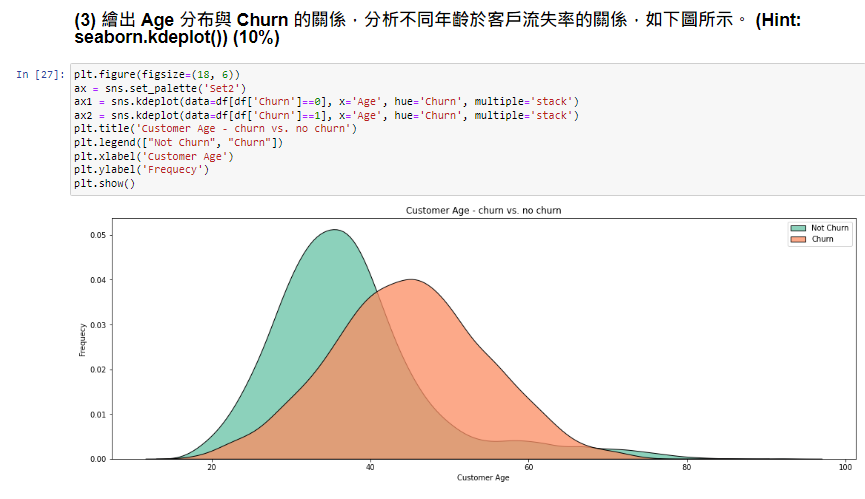 (3) 繪出 Age 分布與 Churn 的關係，分析不同年齡於客戶流失率的關係，如下圖所示。 (Hint:
seaborn.kdeplot()) (10%)
In [27]: plt.figure(figsize=(18, 6))
ax = sns.set_palette('Set2')
ax1 = sns.kdeplot(data=df[df['Churn']==0], x='Age', hue='Churn', multiple='stack')
ax2 = sns.kdeplot(data=df[df['Churn']==1], x='Age', hue='Churn', multiple='stack')
plt.title('Customer Age - churn vs. no churn')
plt.legend(["Not Churn", "Churn"])
plt.xlabel('Customer Age')
plt.ylabel('Frequecy')
plt.show()
Customer Age - churn vs. no churn
Not Churn
Churn
0.05
0.04
0.03
0.02
0.01
0.00
Frequecy
20 40 60 80 100
Customer Age